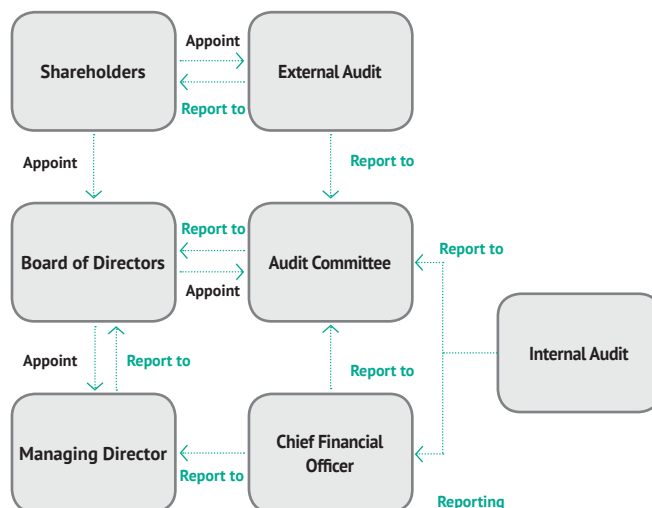 Appoint
Shareholders
External Audit
Report to
Appoint
Report to
Report to
Board of Directors
Audit Committee
Report to
Appoint
Internal Audit
Appoint
Report to
Report to
Managing Director
Chief Financial
Officer
Report to
Reporting